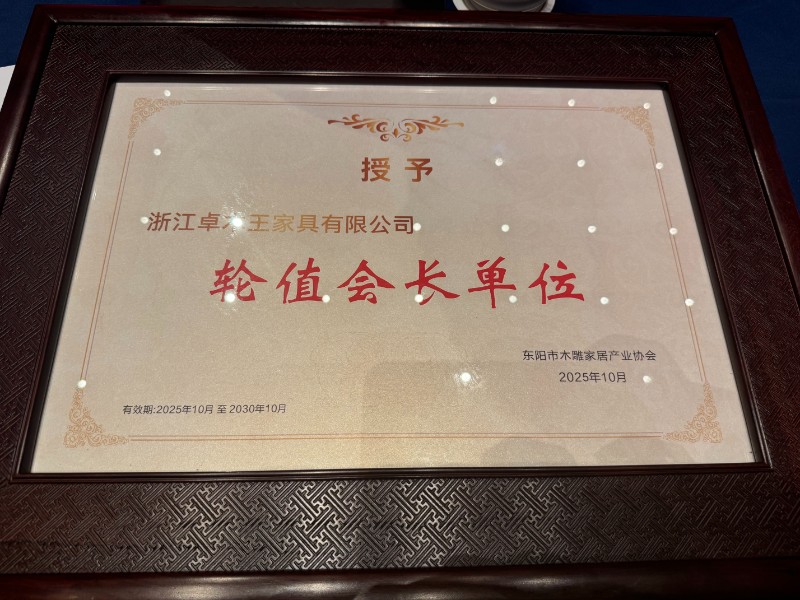 授予
浙江卓木王家具有限公司
轮值会长单位
东阳市木雕家居产业协会
2025年10月
有效期:2025年10月 至 2030年10月